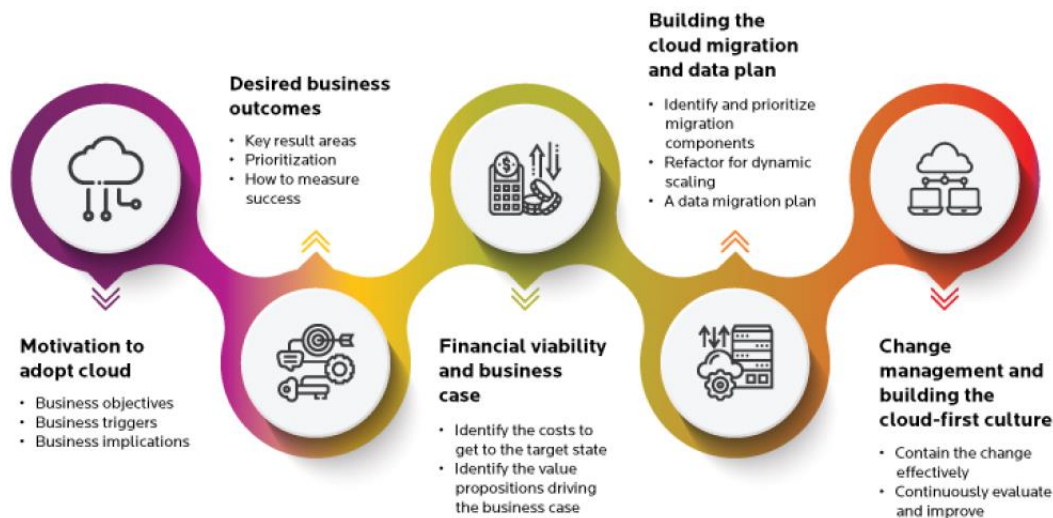 Motivation to
adopt cloud
• Business objectives
• Business triggers
• Business implications
Desired business
outcomes
• Key result areas
• Prioritization
• How to measure
success
$
Financial viability
and business
case
• Identify the costs to
get to the target state
• Identify the value
propositions driving
the business case
Building the
cloud migration
and data plan
• Identify and prioritize
migration
components
• Refactor for dynamic
scaling
• A data migration plan
Change
management and
building the
cloud-first culture
• Contain the change
effectively
• Continuously evaluate
and improve